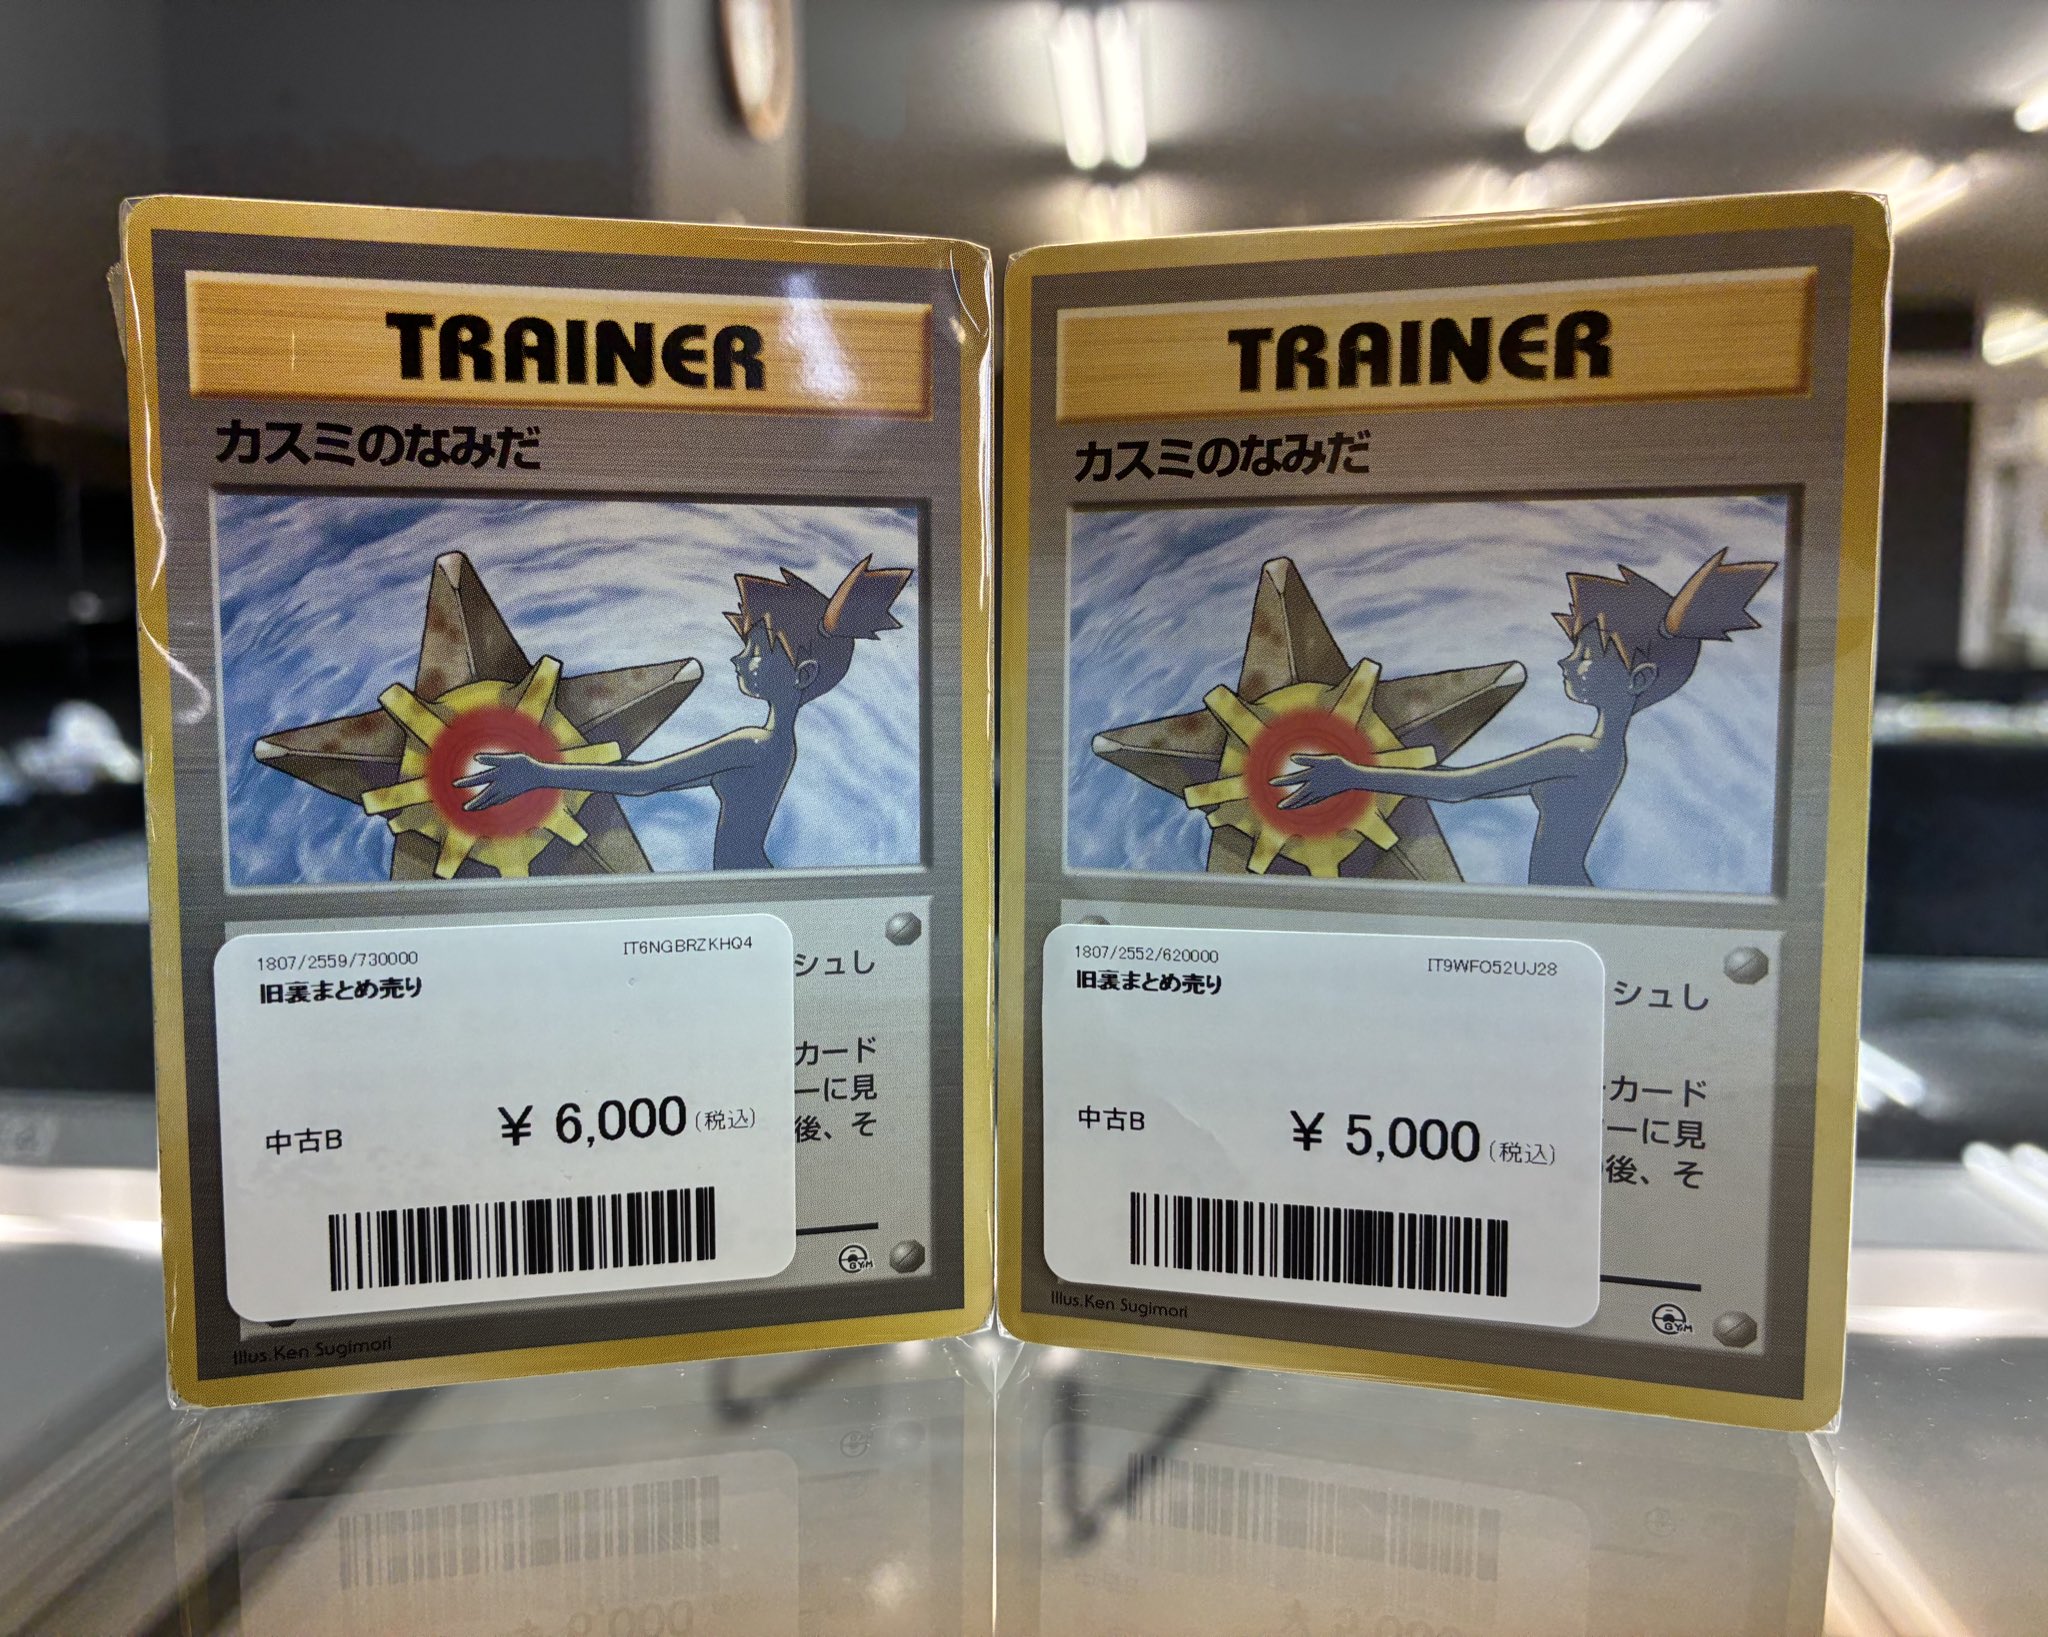 TRAINER
カスミのなみだ
1807/2559/730000
IT6NGBRZKHQ4
旧裏まとめ売り
シュし
カード
ーに見
後、そ
中古B
¥ 6,000(税込)
GYM
Illus.Ken Sugimori
TRAINER
カスミのなみだ
1807/2552/620000
IT9WFO52UJ28
旧裏まとめ売り
シュし
カード
ーに見
後、そ
中古B
¥ 5,000(税込)
GYM
Illus.Ken Sugimori